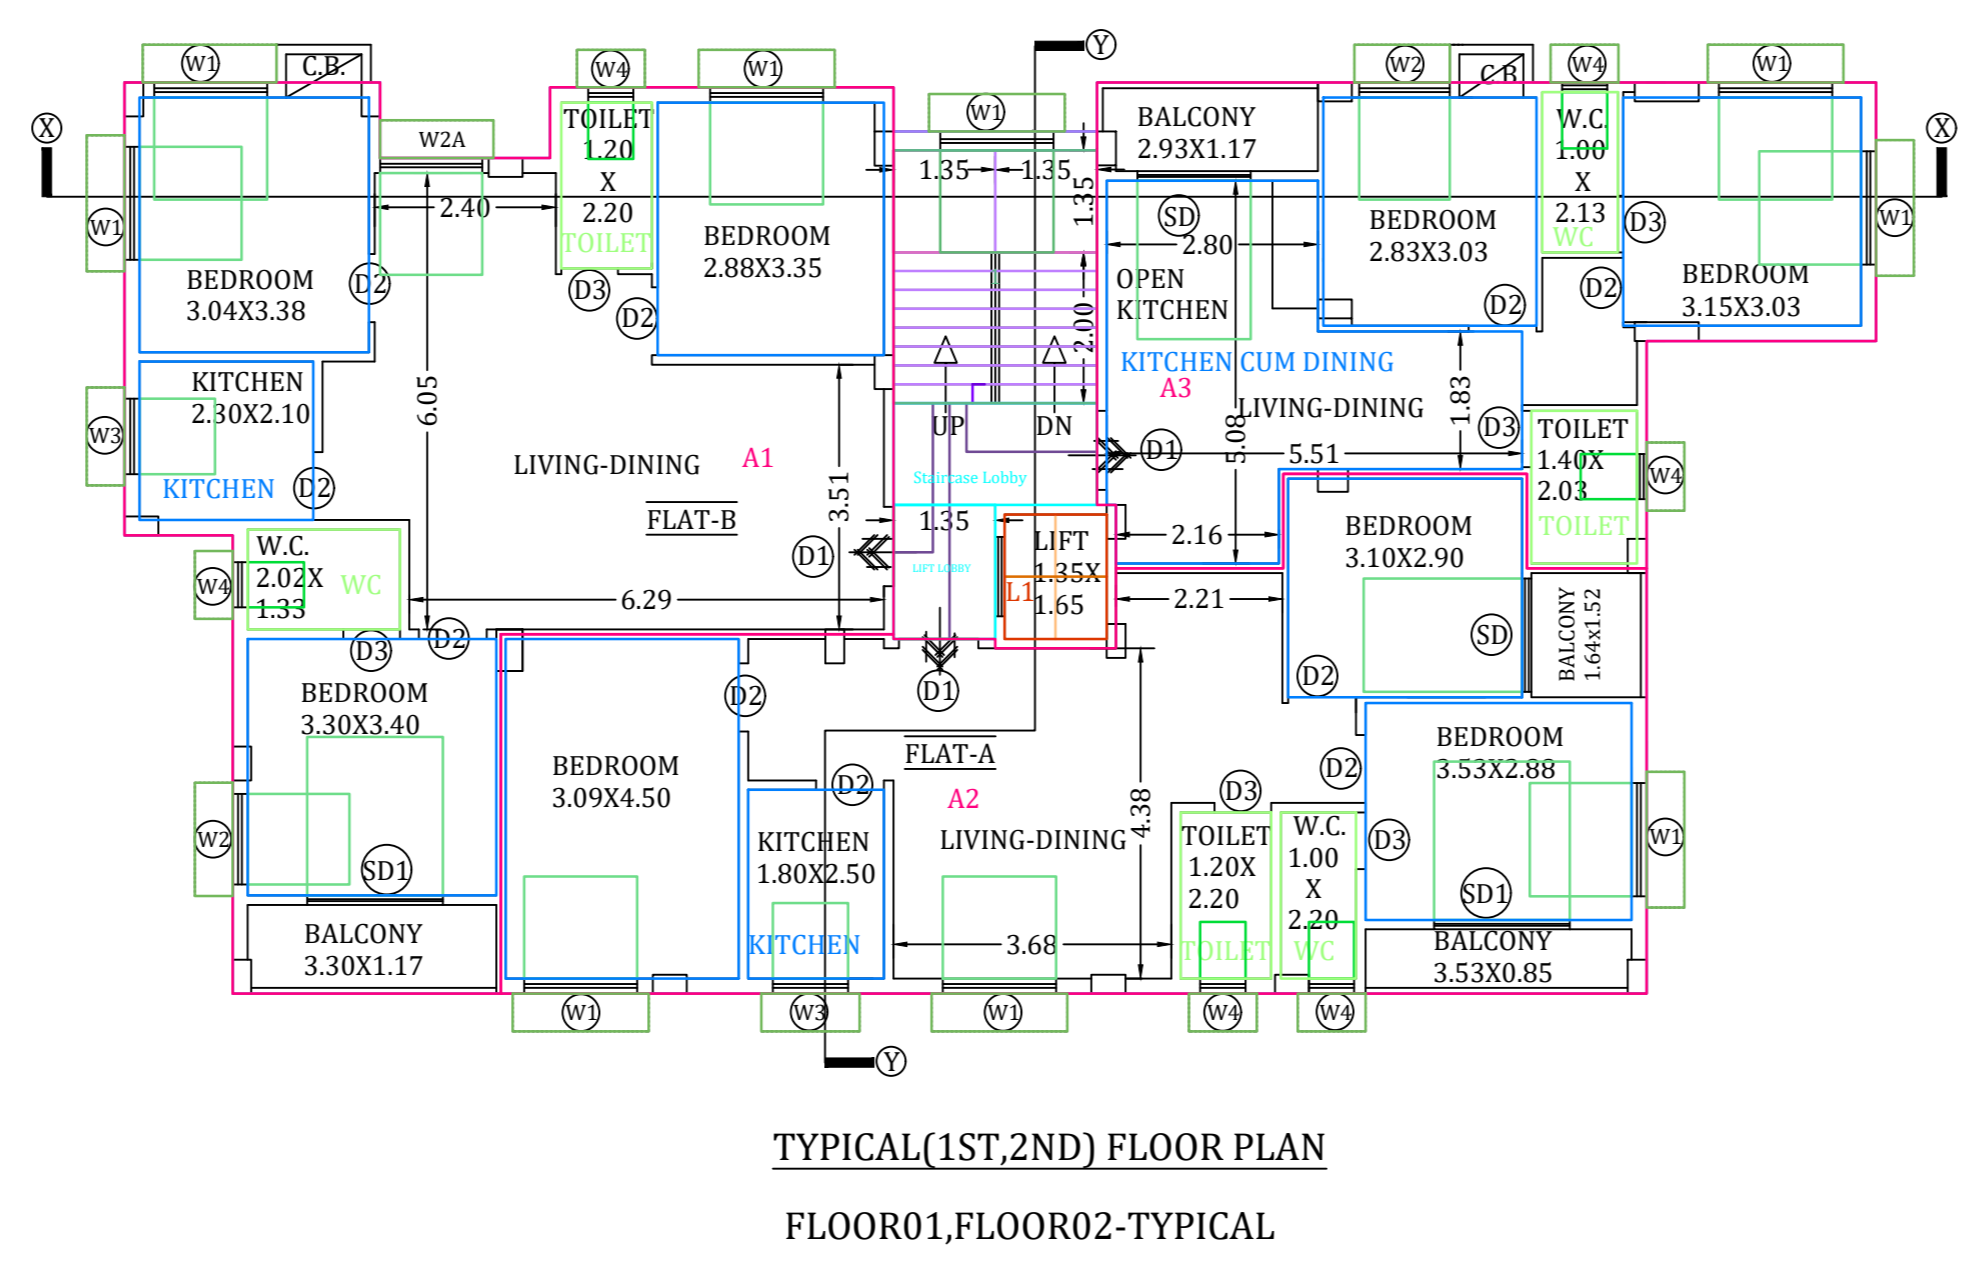 Y
W1
C.B.
W4
W1
W2
C.B
W4
W1
X
W1
X
W2A
BALCONY
2.93X1.17
TOILET
1.20
X
2.20
TOILET
W.C.
1.00
X
2.13
WC
1.35
1.35
1.35
W1
2.40
SD
2.80
D3
W1
BEDROOM
2.88X3.35
BEDROOM
2.83X3.03
BEDROOM
3.04X3.38
D2
D3
D2
OPEN
KITCHEN
2.00
D2
D2
BEDROOM
3.15X3.03
KITCHEN CUM DINING
A3
KITCHEN
2.30X2.10
KITCHEN
W3
D2
6.05
LIVING-DINING
A1
FLAT-B
3.51
UP
DN
LIVING-DINING
1.83
5.08
D1
5.51
D3
TOILET
1.40X
2.03
TOILET
W4
Staircase Lobby
1.35
LIFT LOBBY
LIFT
1.35X
1.65
L1
2.16
BEDROOM
3.10X2.90
W.C.
2.02X
1.33
WC
W4
D1
6.29
2.21
BALCONY
1.64x1.52
SD
D3
D2
D2
D1
D2
BEDROOM
3.30X3.40
BEDROOM
3.09X4.50
FLAT-A
A2
LIVING-DINING
4.38
D2
D2
BEDROOM
3.53X2.88
W2
SD1
KITCHEN
1.80X2.50
KITCHEN
D3
TOILET
1.20X
2.20
TOILET
W.C.
1.00
X
2.20
WC
D3
W1
SD1
BALCONY
3.30X1.17
3.68
BALCONY
3.53X0.85
W1
W3
W1
W4
W4
Y
TYPICAL(1ST,2ND) FLOOR PLAN
FLOOR01,FLOOR02-TYPICAL